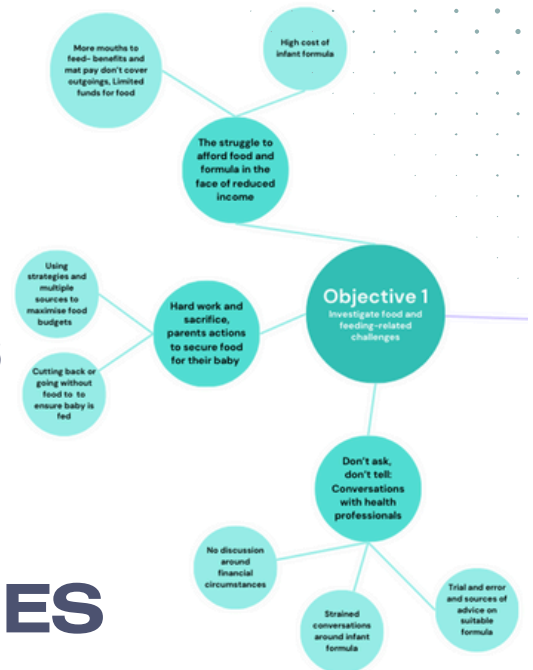 More mouths to
feed- benefits and
mat pay don't cover
outgoings, Limited
funds for food
High cost of
infant formula
The struggle to
afford food and
formula in the
face of reduced
income
Using
strategies and
multiple
sources to
maximise food
budgets
Hard work and
sacrifice,
parents actions
to secure food
for their baby
Objective 1
Investigate food and
feeding-related
challenges
Cutting back or
going without
food to to
ensure baby is
fed
Don't ask,
don't tell:
Conversations
with health
professionals
No discussion
around
financial
circumstances
Strained
conversations
around infant
formula
Trial and error
and sources of
advice on
suitable
formula
ES